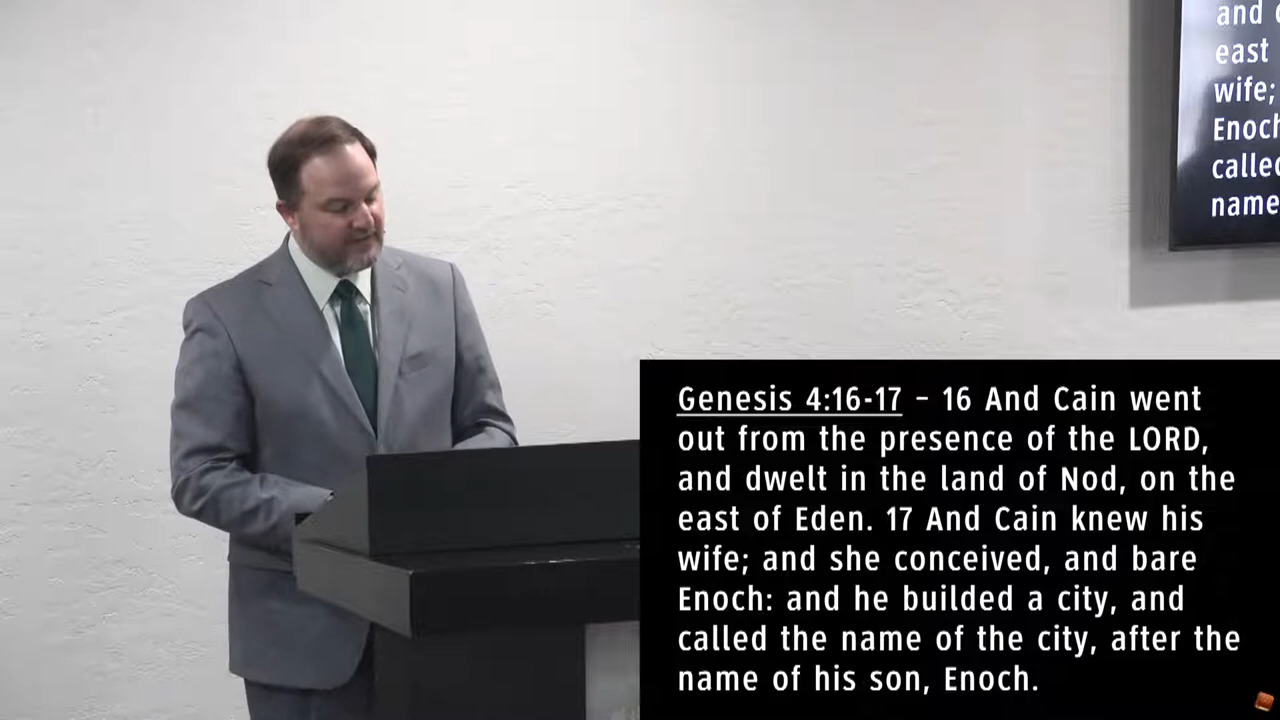 and
east
wife;
Enoch
called
name
Genesis 4:16-17 – 16 And Cain went
out from the presence of the LORD,
and dwelt in the land of Nod, on the
east of Eden. 17 And Cain knew his
wife; and she conceived, and bare
Enoch: and he builded a city, and
called the name of the city, after the
name of his son, Enoch.